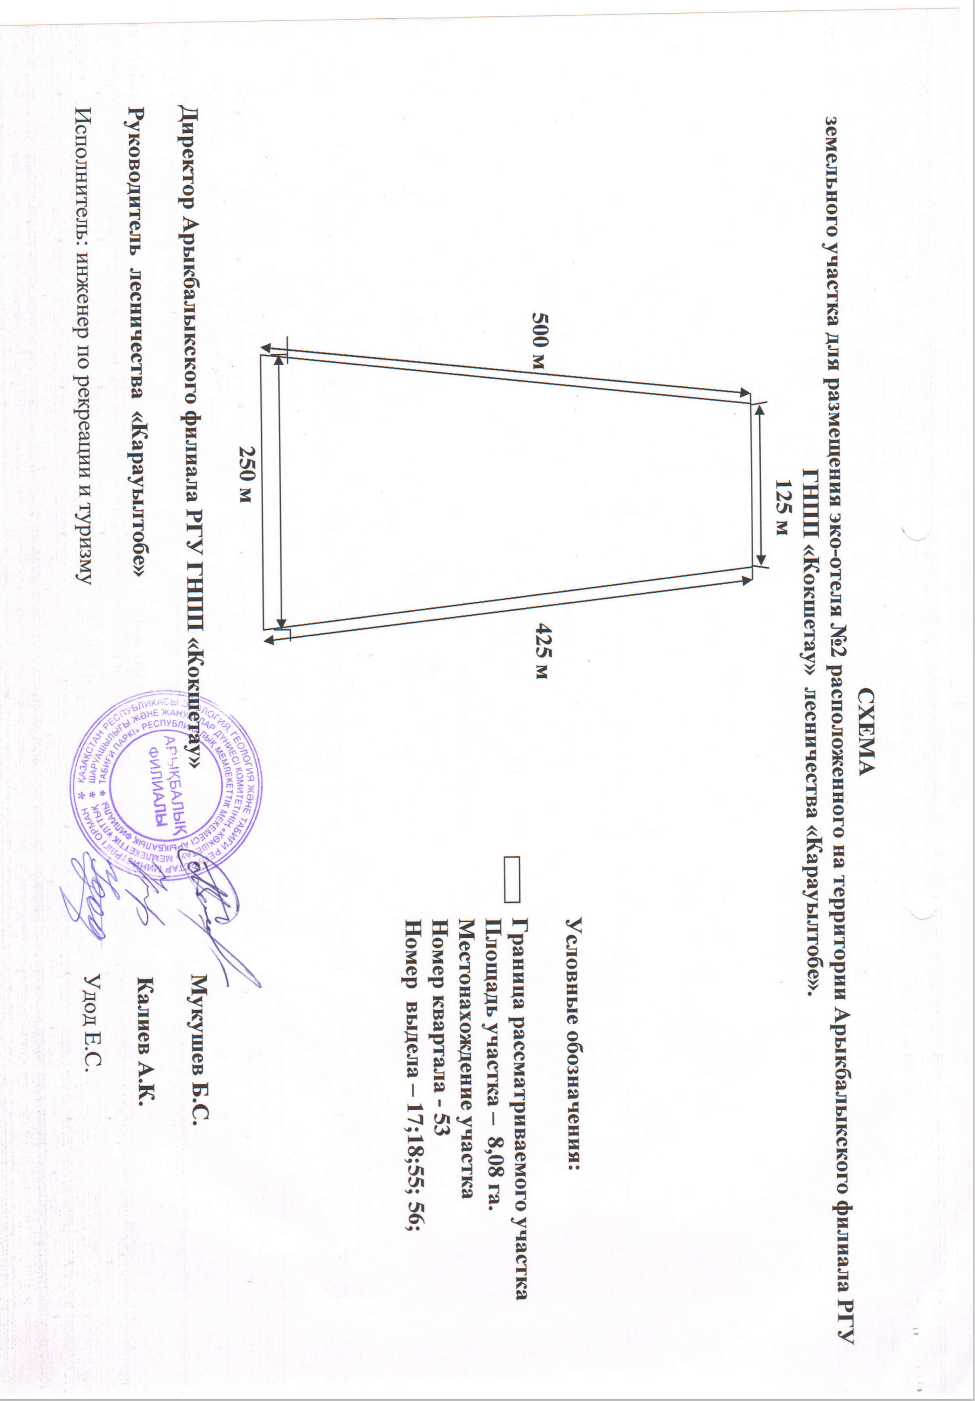 СХЕМА
земельного участка для размещения эко-отеля №2 расположенного на территории Арыкбалыкского филиала РГУ
ГНПП «Кокшетау» лесничества «Карауылтобе».
125 м
500 м
425 м
250 м
Условные обозначения:
Граница рассматриваемого участка
Площадь участка – 8,08 га.
Местонахождение участка
Номер квартала - 53
Номер выдела – 17;18;55; 56;
Директор Арыкбалыкского филиала РГУ ГНПП «Кокшетау» Мукушев Б.С.
Руководитель лесничества «Карауылтобе» Калиев А.К.
Исполнитель: инженер по рекреации и туризму Удод Е.С.
АРЫҚБАЛЫҚ
ФИЛИАЛЫ